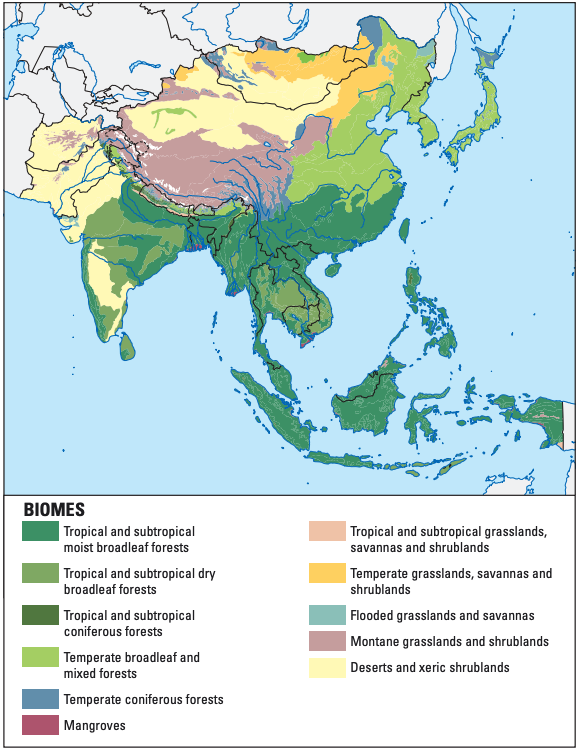 BIOMES
Tropical and subtropical
moist broadleaf forests
Tropical and subtropical dry
broadleaf forests
Tropical and subtropical
coniferous forests
Temperate broadleaf and
mixed forests
Temperate coniferous forests
Mangroves
Tropical and subtropical grasslands,
savannas and shrublands
Temperate grasslands, savannas and
shrublands
Flooded grasslands and savannas
Montane grasslands and shrublands
Deserts and xeric shrublands